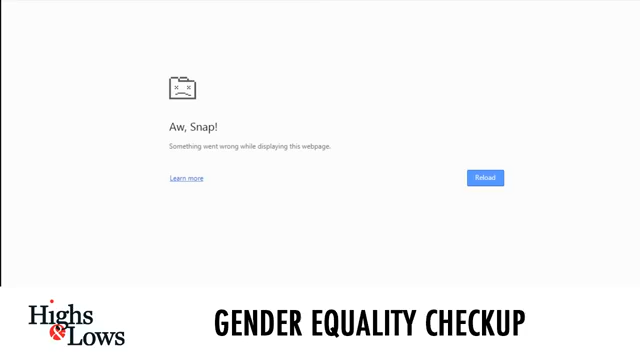 Aw, Snap!
Something went wrong while displaying this webpage.
Learn more
Reload
Highs
& Lows
GENDER EQUALITY CHECKUP